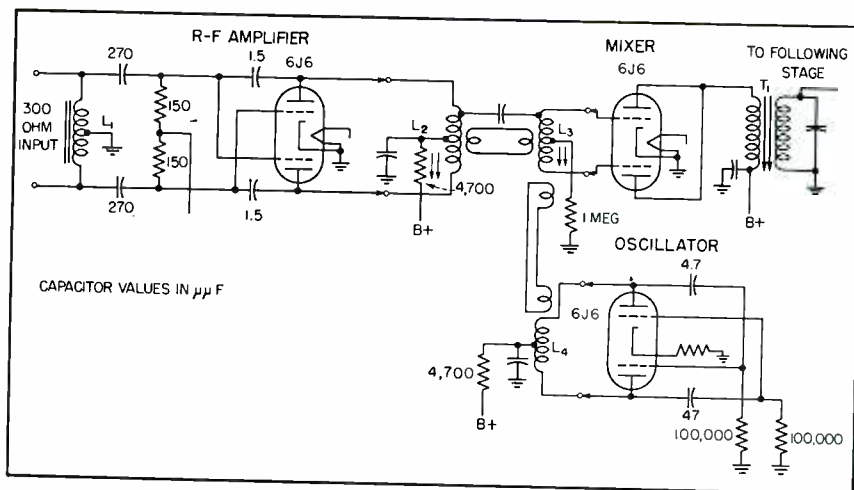 R-F AMPLIFIER
MIXER
TO FOLLOWING
STAGE
270
1.5
6J6
6J6
T1
300
OHM
INPUT
L1
150
150
L2
L3
4,700
270
1.5
B+
1 MEG
B+
OSCILLATOR
CAPACITOR VALUES IN μμF
4.7
6J6
L4
4,700
B+
47
100,000
100,000